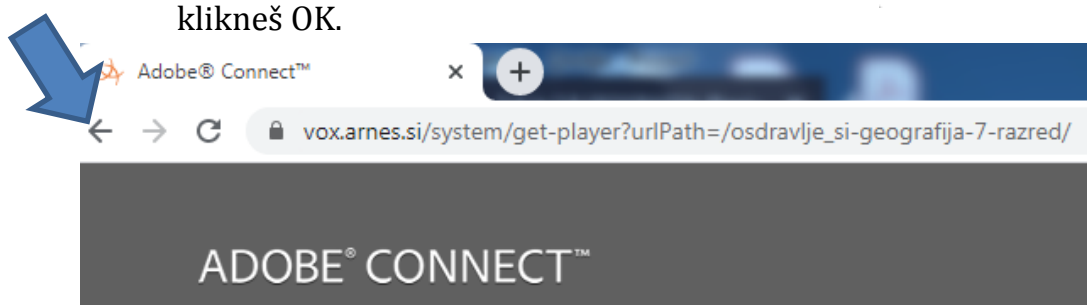 klikneš OK.
Adobe® Connect™
vox.arnes.si/system/get-player?urlPath=/osdravlje_si-geografija-7-razred/
ADOBE® CONNECT™